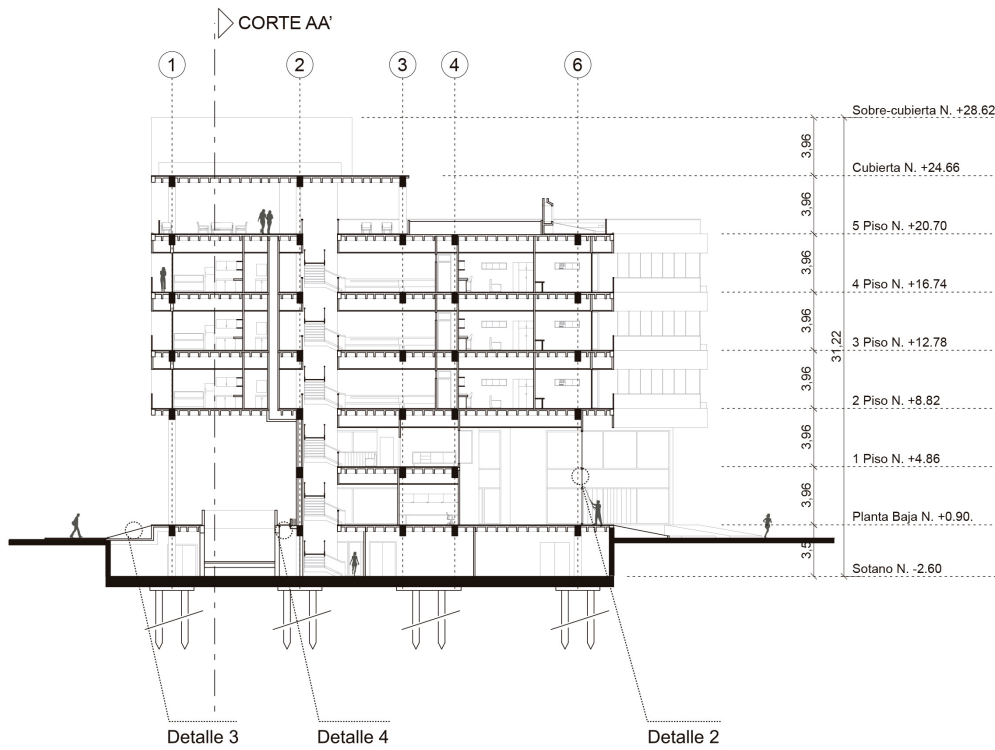 CORTE AA'
1
2
3
4
6
Sobre-cubierta N. +28.62
3,96
Cubierta N. +24.66
3,96
5 Piso N. +20.70
3,96
4 Piso N. +16.74
3,96
31,22
3 Piso N. +12.78
3,96
2 Piso N. +8.82
3,96
1 Piso N. +4.86
3,96
Planta Baja N. +0.90.
3,5
Sotano N. -2.60
Detalle 3
Detalle 4
Detalle 2